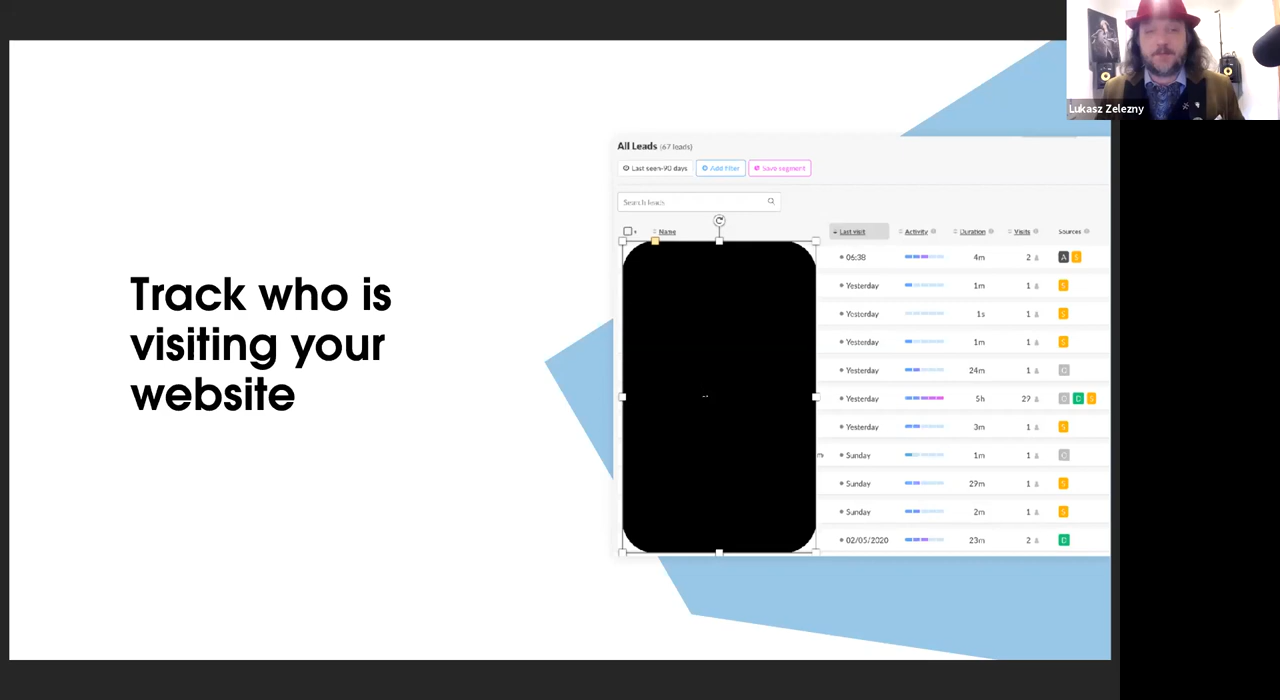 Lukasz Zelezny
Track who is
visiting your
website
All Leads (67 leads)
Last seen-90 days Add filter Save segment
Search leads
Name Last visit Activity Duration Visits Sources
06:38 4m 2 A S
Yesterday 1m 1 S
Yesterday 1s 1 S
Yesterday 1m 1 S
Yesterday 24m 1 C
Yesterday 5h 29 C D S
Yesterday 3m 1 S
Sunday 1m 1 C
Sunday 29m 1 S
Sunday 2m 1 S
02/05/2020 23m 2 D